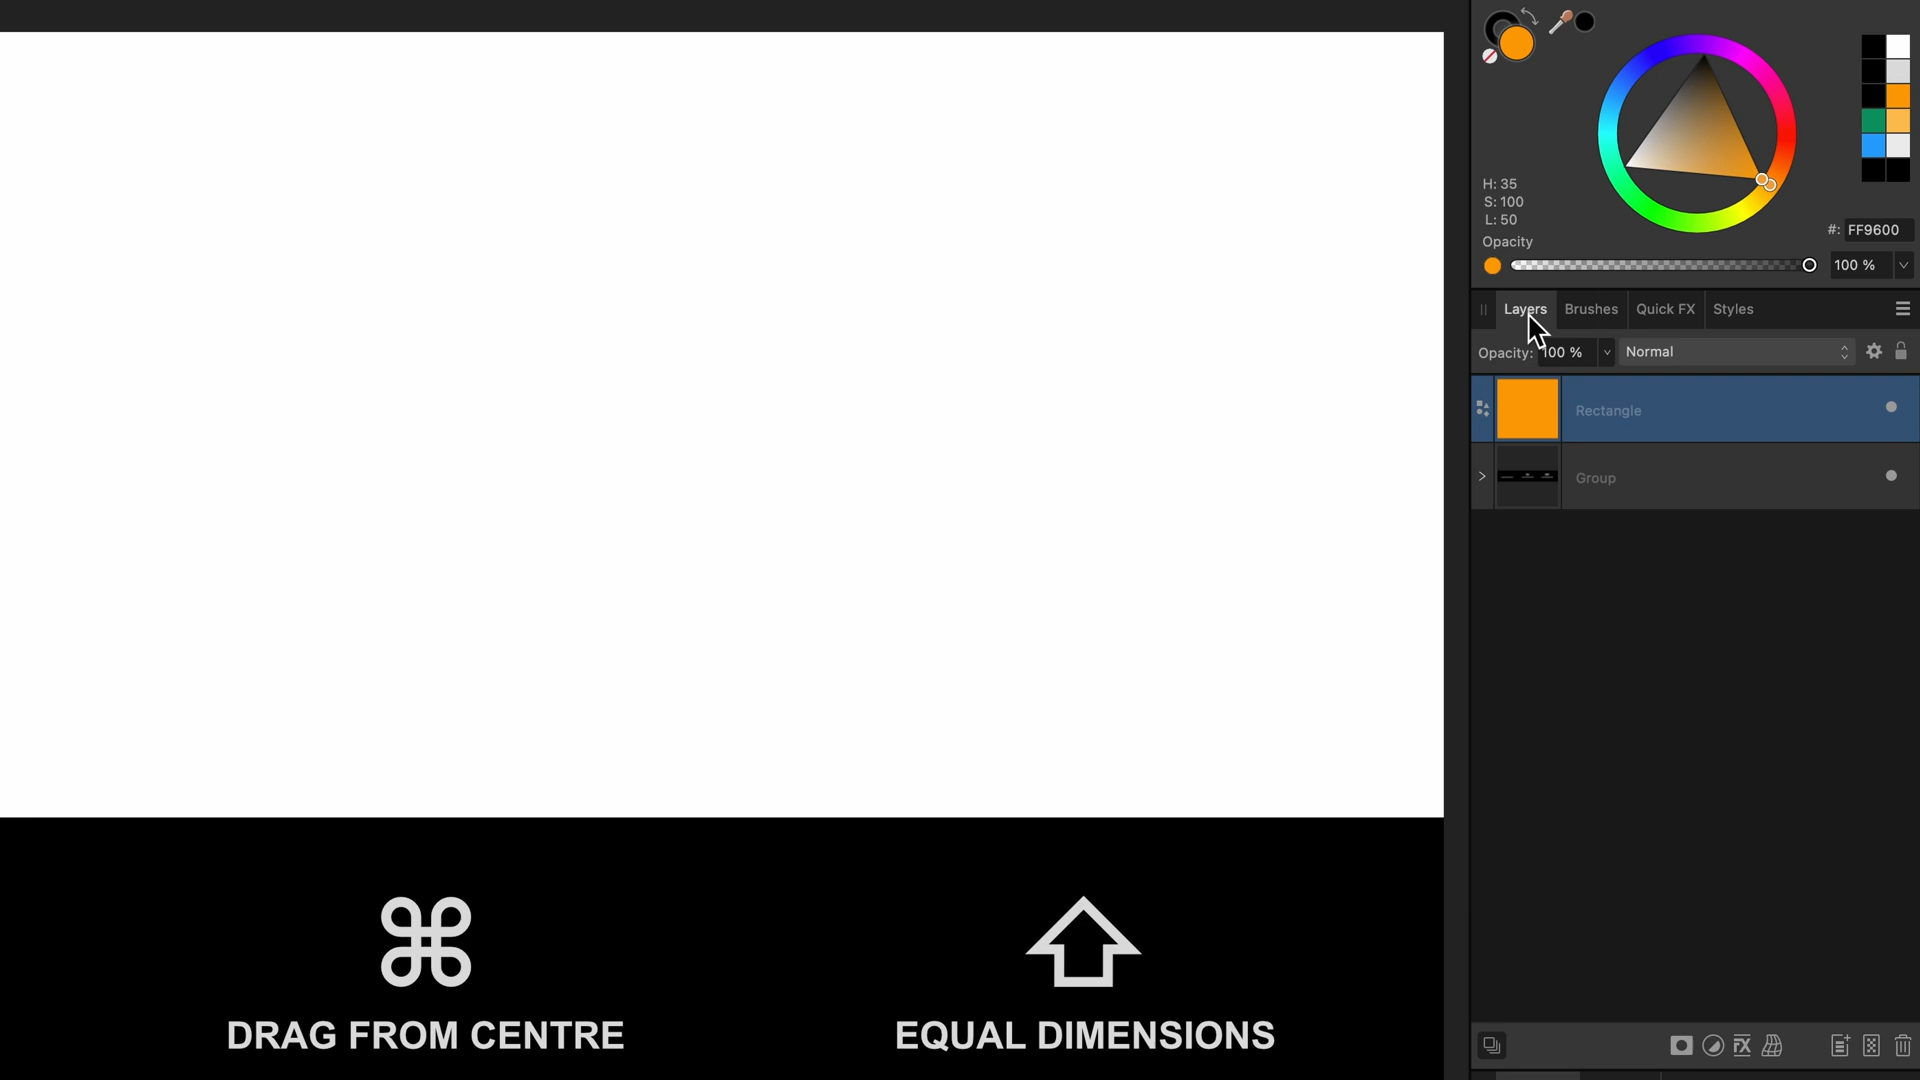 H: 35
S: 100
L: 50
#: FF9600
Opacity
100 %
Layers Brushes Quick FX Styles
Opacity: 100 % Normal
Rectangle
Group
FX
DRAG FROM CENTRE
EQUAL DIMENSIONS